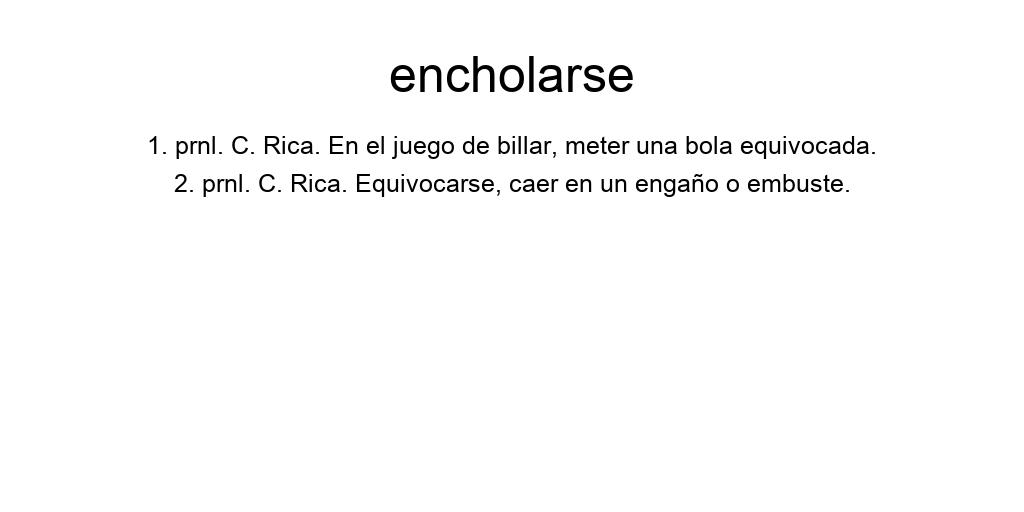 encholarse
1. prnl. C. Rica. En el juego de billar, meter una bola equivocada.
2. prnl. C. Rica. Equivocarse, caer en un engaño o embuste.